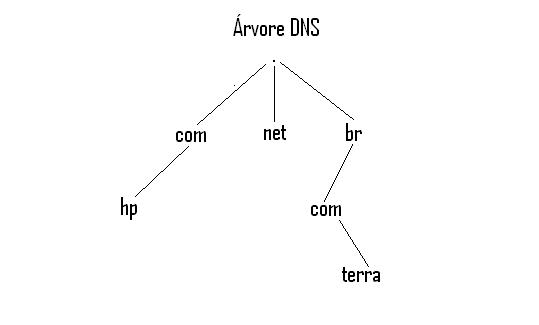 Árvore DNS
.
com net br
hp com
terra